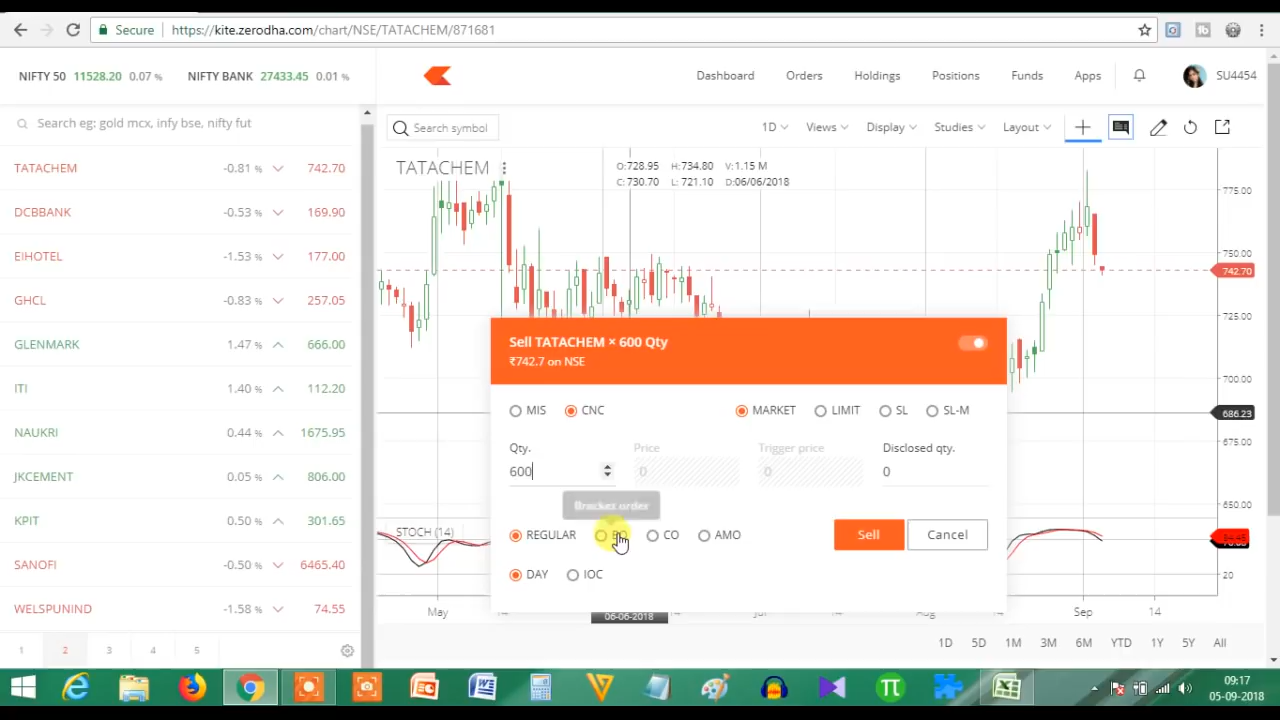 Secure https://kite.zerodha.com/chart/NSE/TATACHEM/871681
NIFTY 50 11528.20 0.07 % NIFTY BANK 27433.45 0.01 %
Dashboard Orders Holdings Positions Funds Apps SU4454
Search eg: gold mcx, infy bse, nifty fut
Search symbol 1D Views Display Studies Layout
TATACHEM -0.81 % 742.70
DCBBANK -0.53 % 169.90
EIHOTEL -1.53 % 177.00
GHCL -0.83 % 257.05
GLENMARK 1.47 % 666.00
ITI 1.40 % 112.20
NAUKRI 0.44 % 1675.95
JKCEMENT 0.05 % 806.00
KPIT 0.50 % 301.65
SANOFI -0.50 % 6465.40
WELSPUNIND -1.58 % 74.55
1 2 3 4 5
TATACHEM
O:728.95 H:734.80 V:1.15 M
C:730.70 L:721.10 D:06/06/2018
775.00
750.00
742.70
725.00
700.00
686.23
675.00
650.00
20
Sell TATACHEM × 600 Qty
₹742.7 on NSE
MIS CNC MARKET LIMIT SL SL-M
Qty. Price Trigger price Disclosed qty.
600 0 0 0
Bracket order
REGULAR BO CO AMO Sell Cancel
DAY IOC
STOCH (14)
May Aug Sep 14
06-06-2018
1D 5D 1M 3M 6M YTD 1Y 5Y All
09:17
05-09-2018